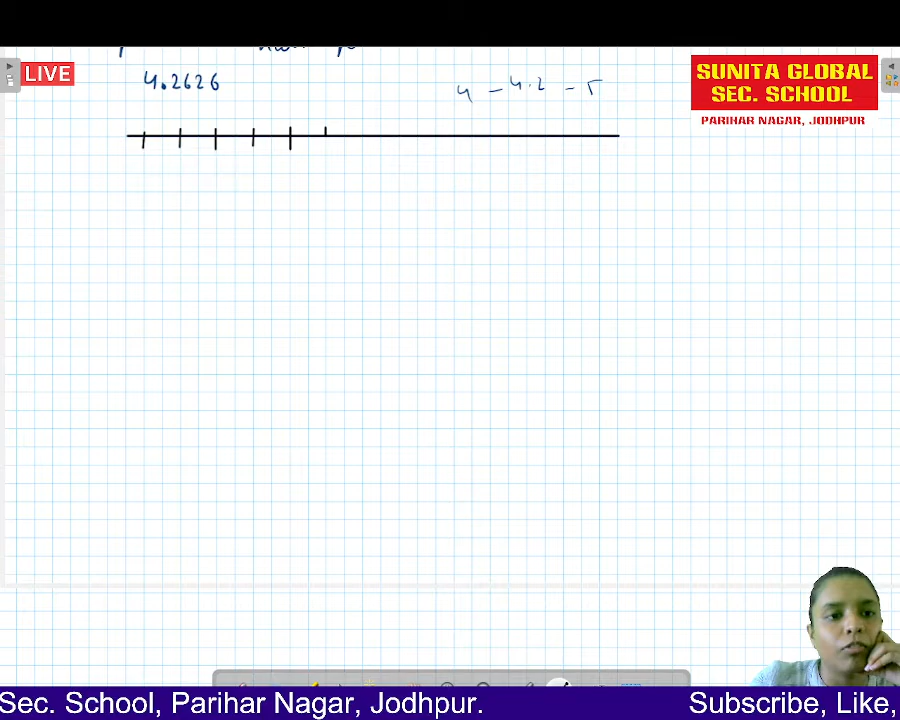 LIVE
4.2626
4 - 4.2 - 5
SUNITA GLOBAL
SEC. SCHOOL
PARIHAR NAGAR, JODHPUR
Sec. School, Parihar Nagar, Jodhpur. Subscribe, Like,